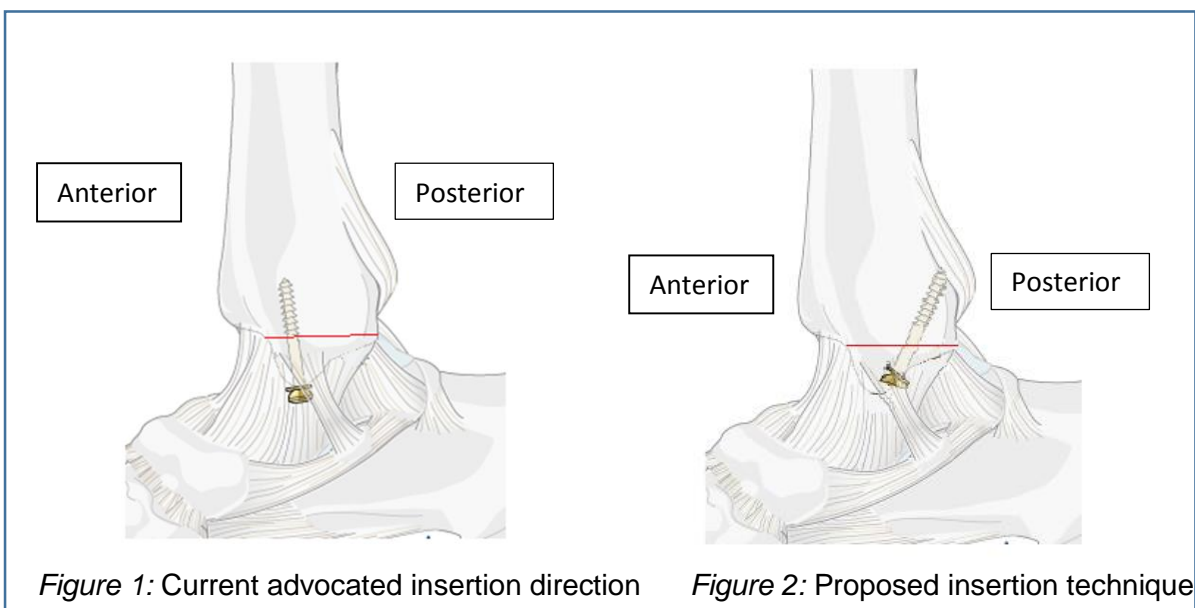 Anterior
Posterior
Anterior
Posterior
Figure 1: Current advocated insertion direction
Figure 2: Proposed insertion technique